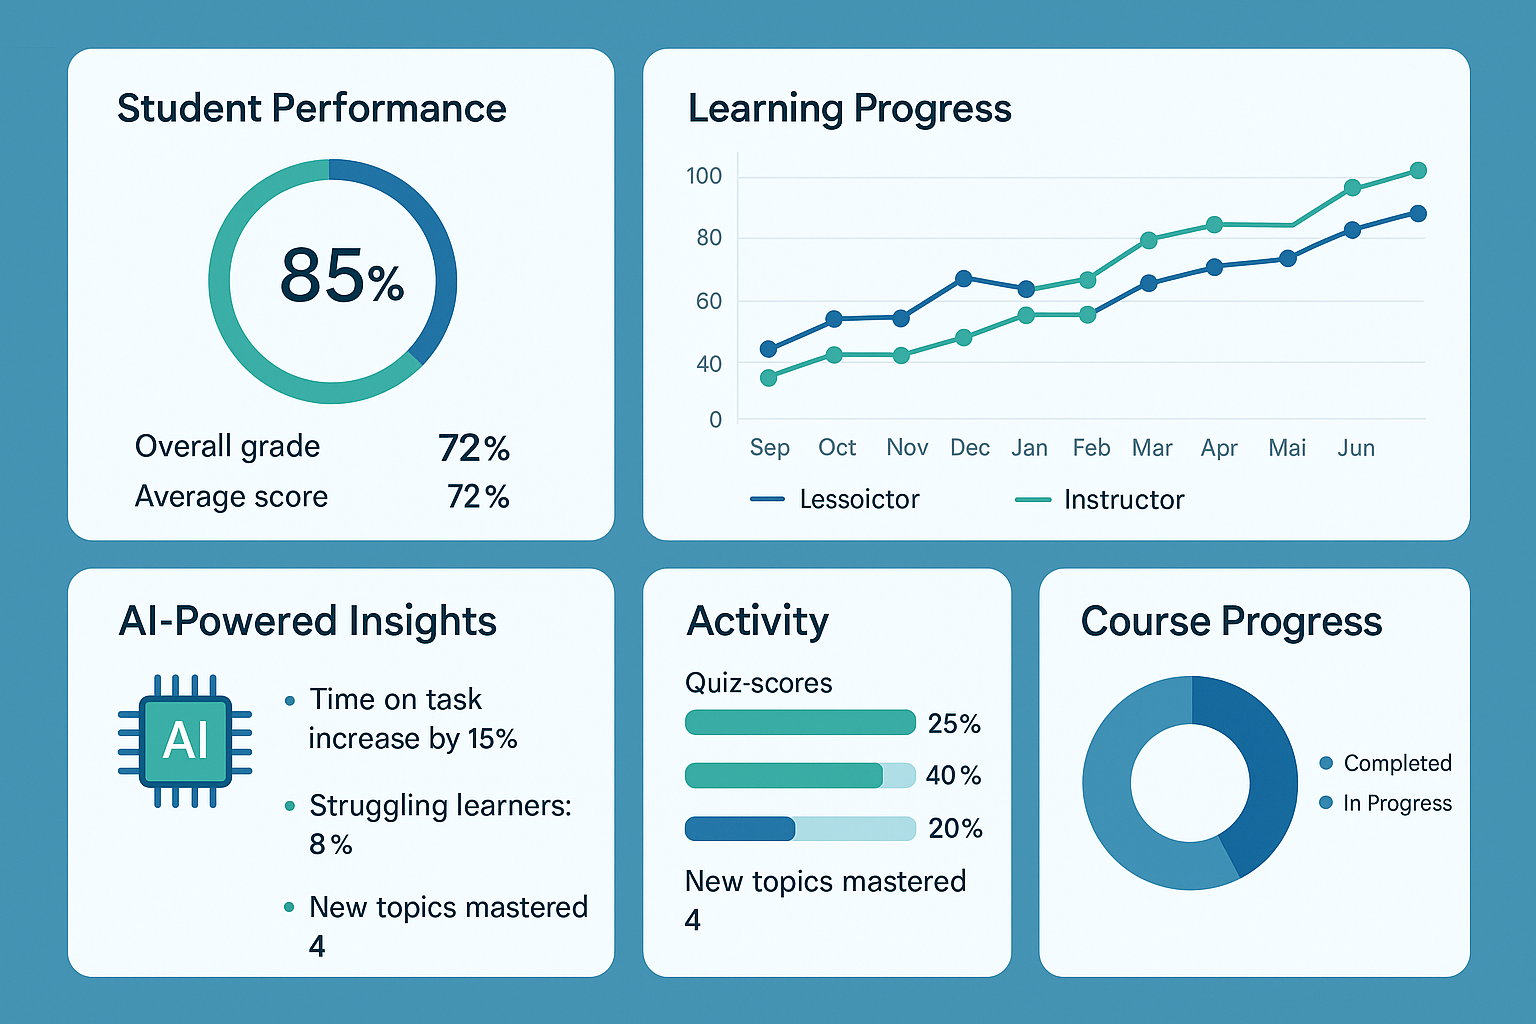 Student Performance
85%
Overall grade 72%
Average score 72%
Learning Progress
100
80
60
40
0
Sep Oct Nov Dec Jan Feb Mar Apr Mai Jun
Lessoictor Instructor
AI-Powered Insights
AI
• Time on task
increase by 15%
• Struggling learners:
8%
• New topics mastered
4
Activity
Quiz-scores
25%
40%
20%
New topics mastered
4
Course Progress
Completed
In Progress